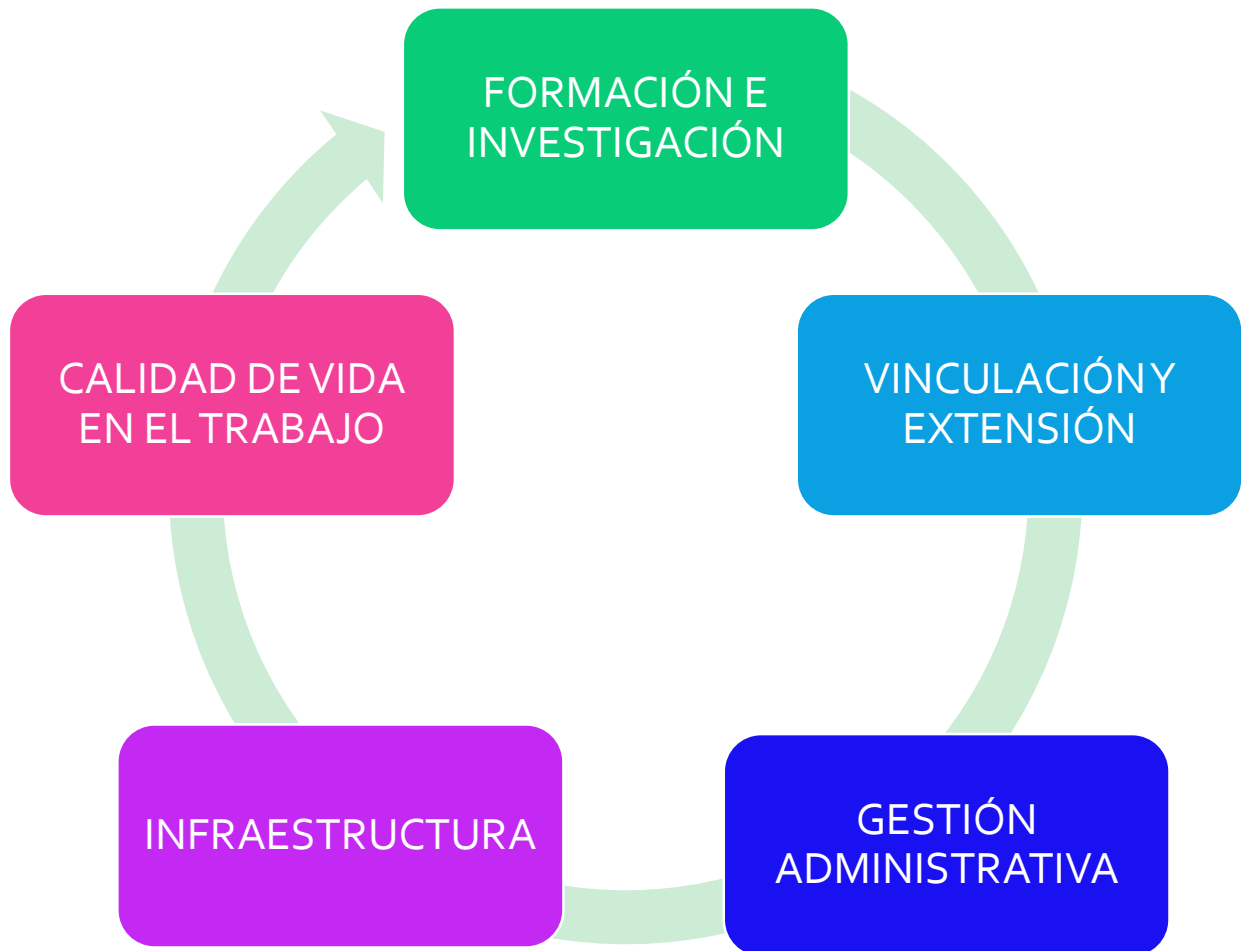 FORMACIÓN E
INVESTIGACIÓN
VINCULACIÓN Y
EXTENSIÓN
GESTIÓN
ADMINISTRATIVA
INFRAESTRUCTURA
CALIDAD DE VIDA
EN EL TRABAJO